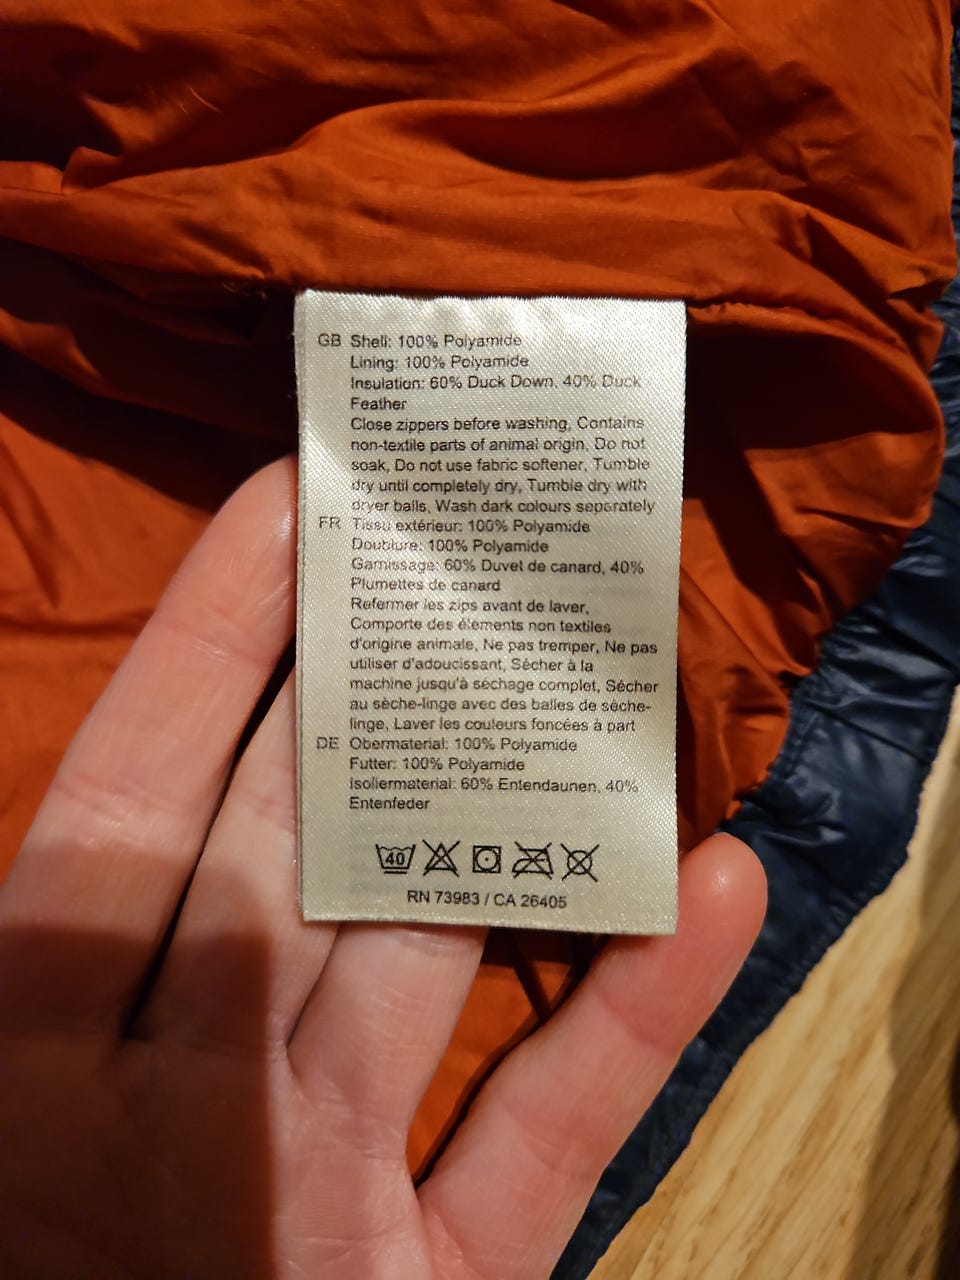 GB Shell: 100% Polyamide
Lining: 100% Polyamide
Insulation: 60% Duck Down, 40% Duck
Feather
Close zippers before washing, Contains
non-textile parts of animal origin, Do not
soak, Do not use fabric softener, Tumble
dry until completely dry, Tumble dry with
dryer balls, Wash dark colours separately
FR Tissu extérieur: 100% Polyamide
Doublure: 100% Polyamide
Garnissage: 60% Duvet de canard, 40%
Plumettes de canard
Refermer les zips avant de laver,
Comporte des éléments non textiles
d'origine animale, Ne pas tremper, Ne pas
utiliser d'adoucissant, Sécher à la
machine jusqu'à séchage complet, Sécher
au sèche-linge avec des balles de sèche-
linge, Laver les couleurs foncées à part
DE Obermaterial: 100% Polyamide
Futter: 100% Polyamide
Isoliermaterial: 60% Entendaunen, 40%
Entenfeder
40
RN 73983 / CA 26405